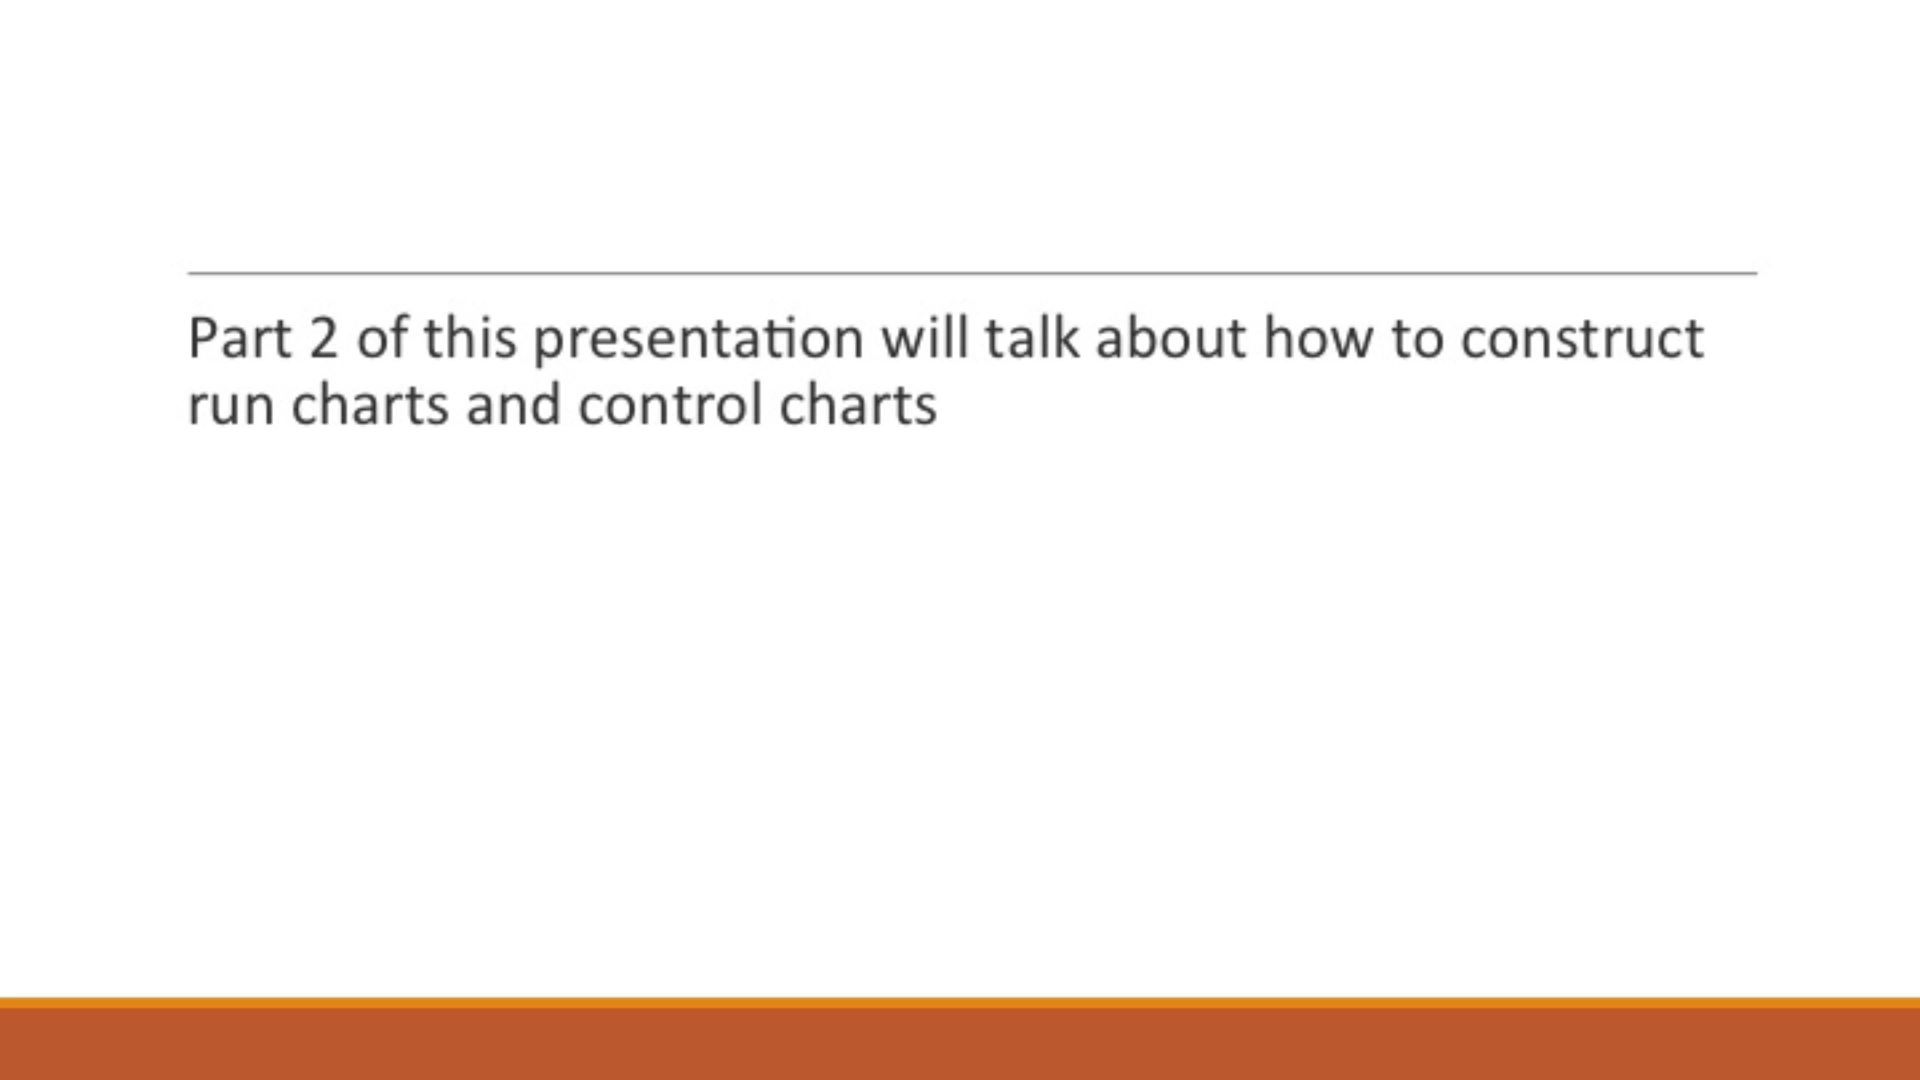 Part 2 of this presentation will talk about how to construct
run charts and control charts